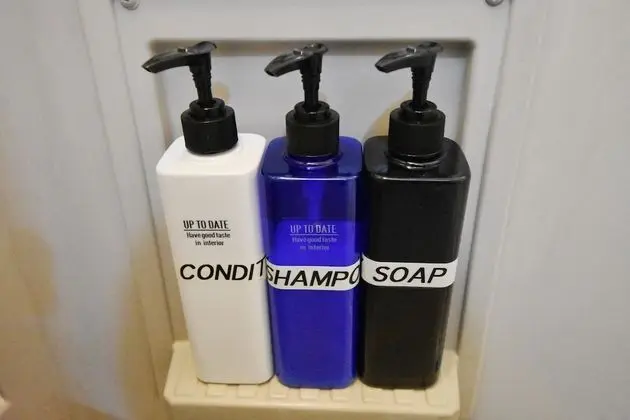 UP TO DATE
Have good taste
in interior
CONDIT
UP TO DATE
Have good taste
in interior
SHAMPO
SOAP